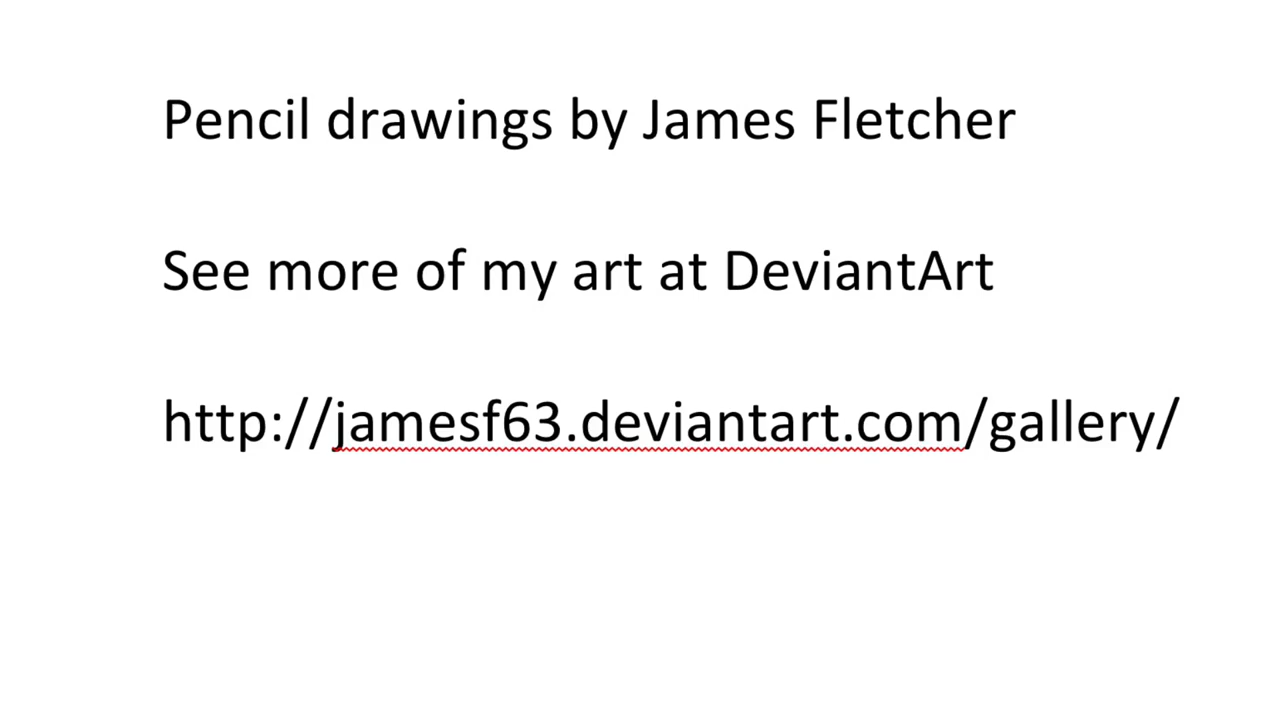 Pencil drawings by James Fletcher
See more of my art at DeviantArt
http://jamesf63.deviantart.com/gallery/